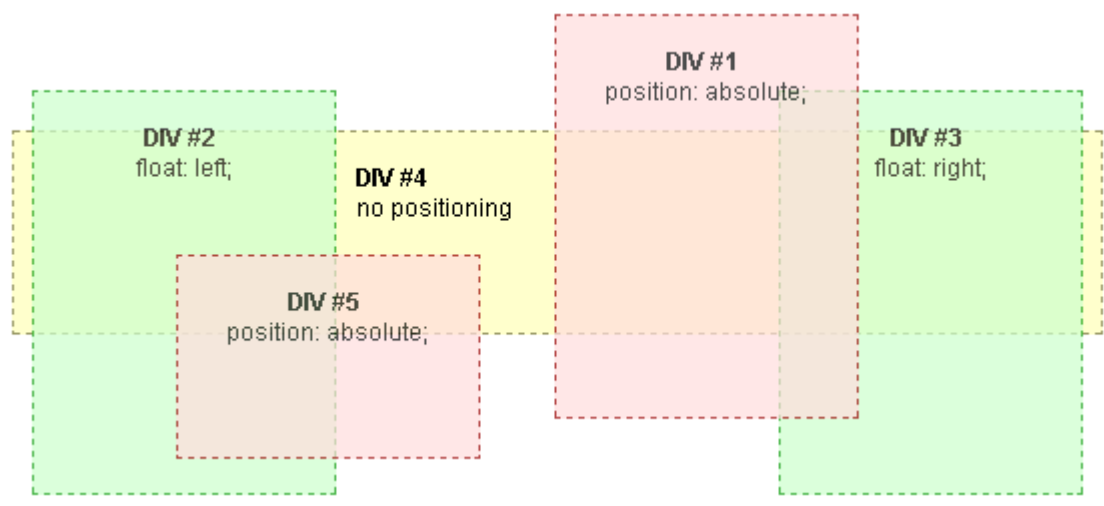 DIV #1
position: absolute;
DIV #2
float: left;
DIV #3
float: right;
DIV #4
no positioning
DIV #5
position: absolute;